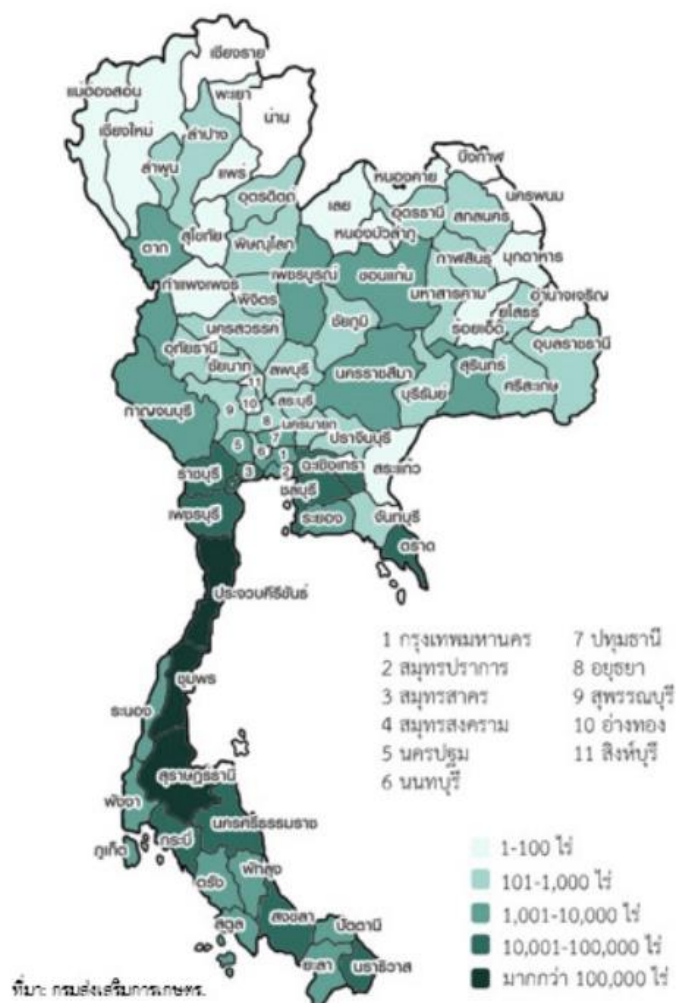 เชียงราย
แม่ฮ่องสอน
พะเยา
น่าน
เชียงใหม่
ลำปาง
ลำพูน
แพร่
บึงกาฬ
หนองคาย
อุตรดิตถ์
เลย
อุดรธานี
นครพนม
สกลนคร
สุโขทัย
หนองบัวลำภู
ตาก
พิษณุโลก
เพชรบูรณ์
ขอนแก่น
กาฬสินธุ์
มุกดาหาร
กำแพงเพชร
พิจิตร
มหาสารคาม
อำนาจเจริญ
ยโสธร
ร้อยเอ็ด
นครสวรรค์
ชัยภูมิ
อุบลราชธานี
อุทัยธานี
ชัยนาท
ลพบุรี
นครราชสีมา
สุรินทร์
ศรีสะเกษ
บุรีรัมย์
11
สระบุรี
กาญจนบุรี
9
10
8
นครนายก
ปราจีนบุรี
5
7
6
1
ฉะเชิงเทรา
สระแก้ว
ราชบุรี
3
2
ชลบุรี
เพชรบุรี
ระยอง
จันทบุรี
ตราด
ประจวบคีรีขันธ์
1 กรุงเทพมหานคร 7 ปทุมธานี
2 สมุทรปราการ 8 อยุธยา
3 สมุทรสาคร 9 สุพรรณบุรี
4 สมุทรสงคราม 10 อ่างทอง
5 นครปฐม 11 สิงห์บุรี
6 นนทบุรี
ชุมพร
ระนอง
สุราษฎร์ธานี
พังงา
นครศรีธรรมราช
กระบี่
ภูเก็ต
ตรัง
พัทลุง
สงขลา
สตูล
ปัตตานี
ยะลา
นราธิวาส
1-100 ไร่
101-1,000 ไร่
1,001-10,000 ไร่
10,001-100,000 ไร่
มากกว่า 100,000 ไร่
ที่มา: กรมส่งเสริมการเกษตร.